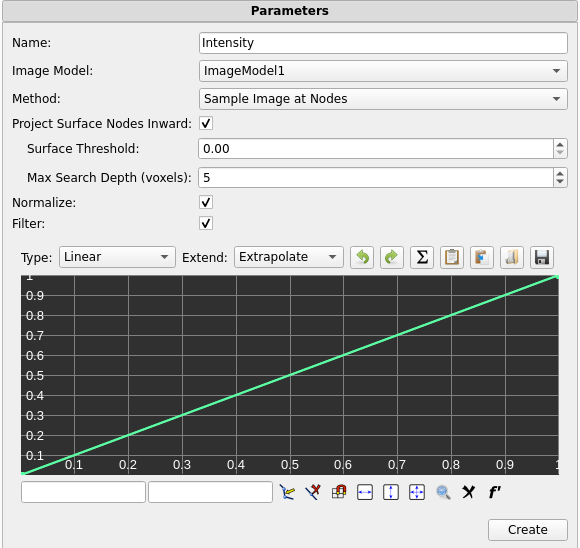 Parameters
Name: Intensity
Image Model: ImageModel1
Method: Sample Image at Nodes
Project Surface Nodes Inward:
Surface Threshold: 0.00
Max Search Depth (voxels): 5
Normalize:
Filter:
Type: Linear Extend: Extrapolate Σ
1
0.9
0.8
0.7
0.6
0.5
0.4
0.3
0.2
0.1
0.1 0.2 0.3 0.4 0.5 0.6 0.7 0.8 0.9 1
f'
Create